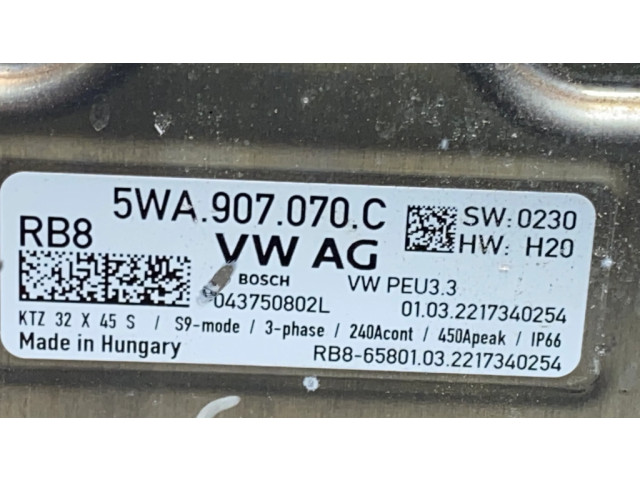 5WA.907.070.C
SW: 0230
RB8
VW AG
HW: H20
BOSCH
VW PEU3.3
043750802L
01.03.2217340254
KTZ 32 X 45 S / S9-mode / 3-phase / 240Acont / 450Apeak / IP66
Made in Hungary
RB8-65801.03.2217340254